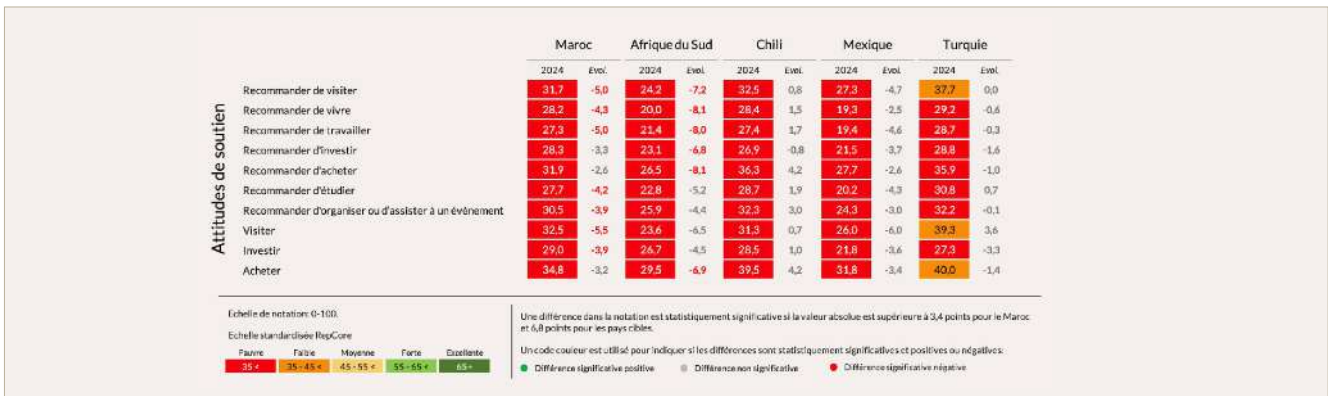 Maroc Afrique du Sud Chili Mexique Turquie
2024 Evol. 2024 Evol. 2024 Evol. 2024 Evol. 2024 Evol.
Attitudes de soutien
Recommander de visiter 31,7 -5,0 24,2 -7,2 32,5 0,8 27,3 -4,7 37,7 0,0
Recommander de vivre 28,2 -4,3 20,0 -8,1 28,4 1,5 19,3 -2,5 29,2 -0,6
Recommander de travailler 27,3 -5,0 21,4 -8,0 27,4 1,7 19,4 -4,6 28,7 -0,3
Recommander d'investir 28,3 -3,3 23,1 -6,8 26,9 -0,8 21,5 -3,7 28,8 -1,6
Recommander d'acheter 31,9 -2,6 26,5 -8,1 36,3 4,2 27,7 -2,6 35,9 -1,0
Recommander d'étudier 27,7 -4,2 22,8 -5,2 28,7 1,9 20,2 -4,3 30,8 0,7
Recommander d'organiser ou d'assister à un évènement 30,5 -3,9 25,9 -4,4 32,3 3,0 24,3 -3,0 32,2 -0,1
Visiter 32,5 -5,5 23,6 -6,5 31,3 0,7 26,0 -6,0 39,3 3,6
Investir 29,0 -3,9 26,7 -4,5 28,5 1,0 21,8 -3,6 27,3 -3,3
Acheter 34,8 -3,2 29,5 -6,9 39,5 4,2 31,8 -3,4 40,0 -1,4
Echelle de notation: 0-100.
Echelle standardisée RepCore
Pauvre Faible Moyenne Forte Excellente
35 < 35 - 45 < 45 - 55 < 55 - 65 < 65+
Une différence dans la notation est statistiquement significative si la valeur absolue est supérieure à 3,4 points pour le Maroc
et 6,8 points pour les pays cibles.
Un code couleur est utilisé pour indiquer si les différences sont statistiquement significatives et positives ou négatives:
Différence significative positive Différence non significative Différence significative négative